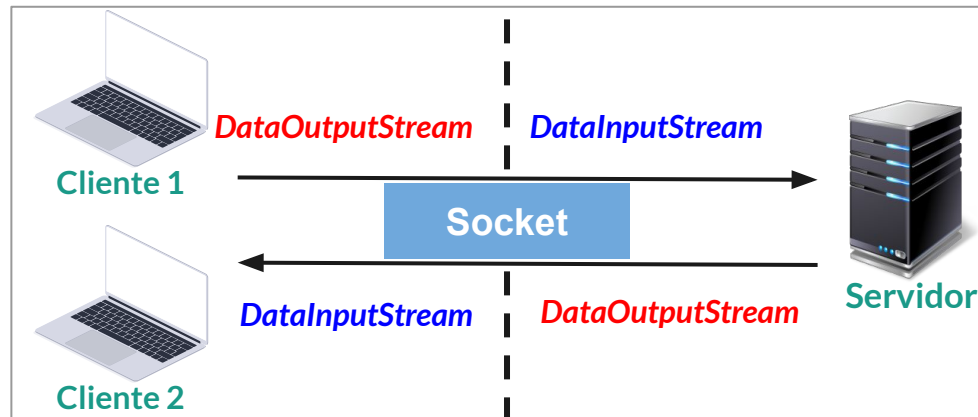 DataOutputStream
DataInputStream
Cliente 1
Socket
Servidor
DataInputStream
DataOutputStream
Cliente 2